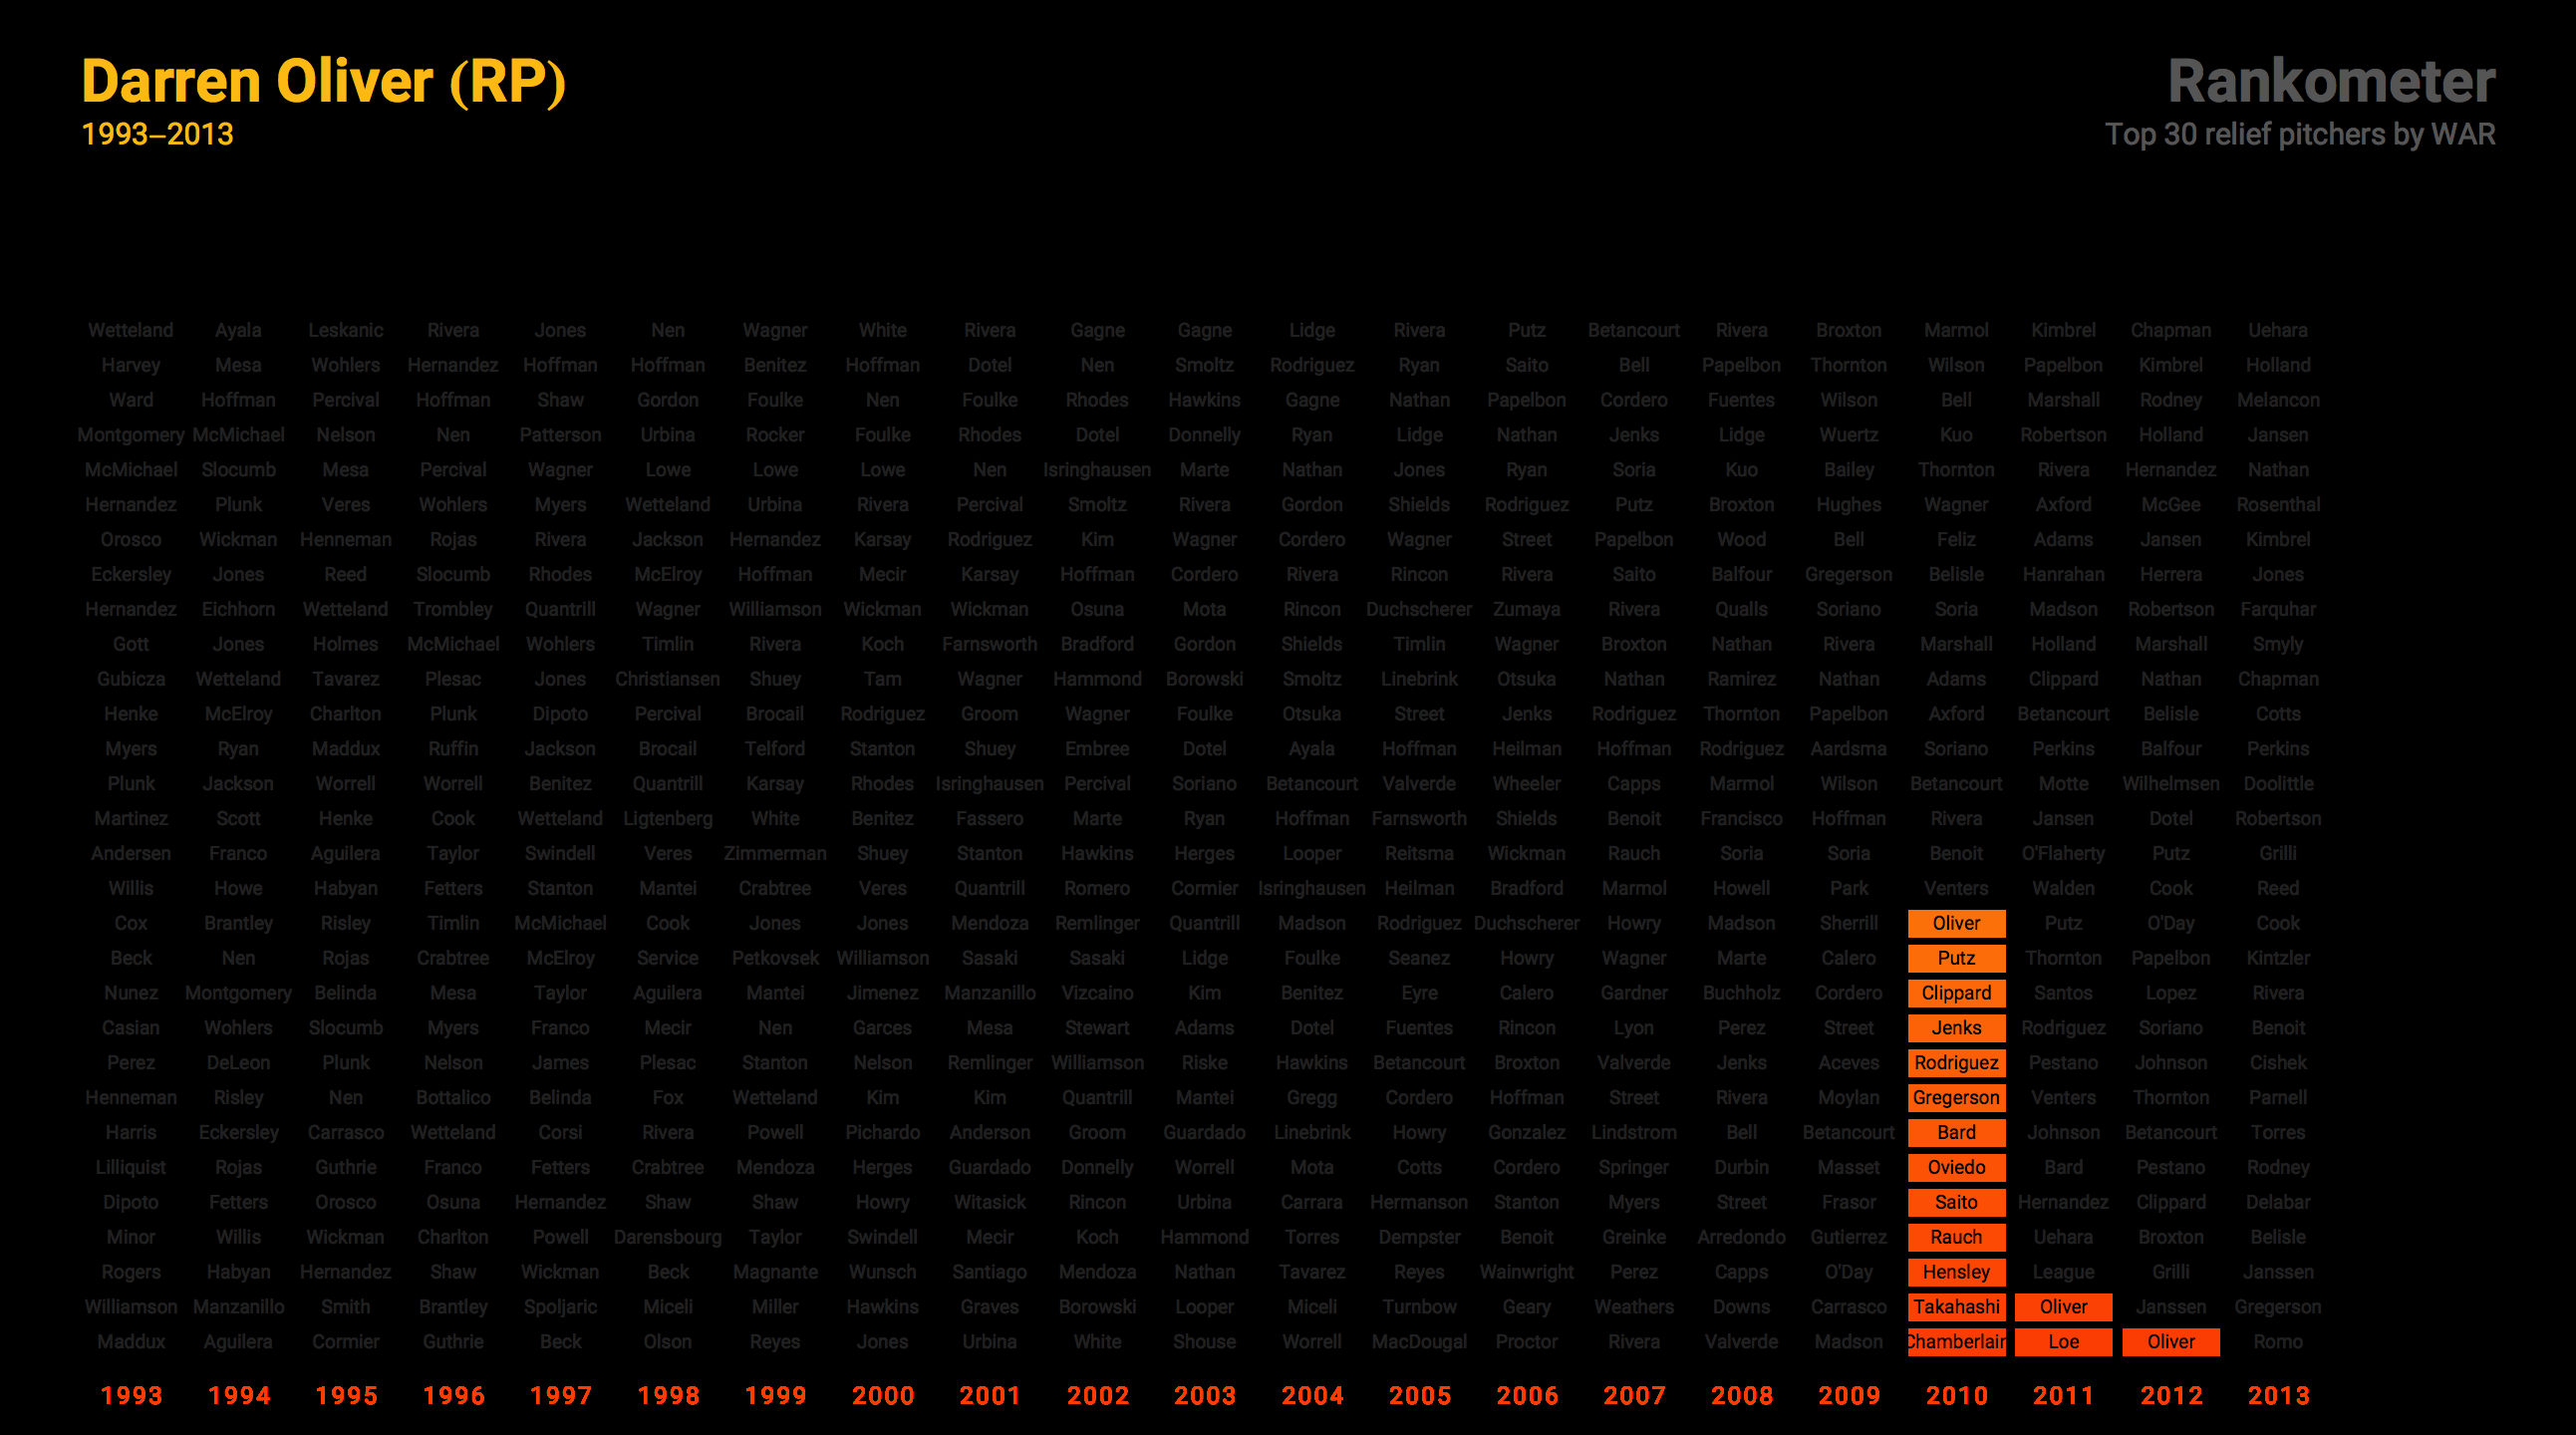 Darren Oliver (RP)
1993–2013
Rankometer
Top 30 relief pitchers by WAR
Wetteland Ayala Leskanic Rivera Jones Nen Wagner White Rivera Gagne Gagne Lidge Rivera Putz Betancourt Rivera Broxton Marmol Kimbrel Chapman Uehara
Harvey Mesa Wohlers Hernandez Hoffman Hoffman Benitez Hoffman Dotel Nen Smoltz Rodriguez Ryan Saito Bell Papelbon Thornton Wilson Papelbon Kimbrel Holland
Ward Hoffman Percival Hoffman Shaw Gordon Foulke Nen Foulke Rhodes Hawkins Gagne Nathan Papelbon Cordero Fuentes Wilson Bell Marshall Rodney Melancon
Montgomery McMichael Nelson Nen Patterson Urbina Rocker Foulke Rhodes Dotel Donnelly Ryan Lidge Nathan Jenks Lidge Wuertz Kuo Robertson Holland Jansen
McMichael Slocumb Mesa Percival Wagner Lowe Lowe Lowe Nen Isringhausen Marte Nathan Jones Ryan Soria Kuo Bailey Thornton Rivera Hernandez Nathan
Hernandez Plunk Veres Wohlers Myers Wetteland Urbina Rivera Percival Smoltz Rivera Gordon Shields Rodriguez Putz Broxton Hughes Wagner Axford McGee Rosenthal
Orosco Wickman Henneman Rojas Rivera Jackson Hernandez Karsay Rodriguez Kim Wagner Cordero Wagner Street Papelbon Wood Bell Feliz Adams Jansen Kimbrel
Eckersley Jones Reed Slocumb Rhodes McElroy Hoffman Mecir Karsay Hoffman Cordero Rivera Rincon Rivera Saito Balfour Gregerson Belisle Hanrahan Herrera Jones
Hernandez Eichhorn Wetteland Trombley Quantrill Wagner Williamson Wickman Wickman Osuna Mota Rincon Duchscherer Zumaya Rivera Qualls Soriano Soria Madson Robertson Farquhar
Gott Jones Holmes McMichael Wohlers Timlin Rivera Koch Farnsworth Bradford Gordon Shields Timlin Wagner Broxton Nathan Rivera Marshall Holland Marshall Smyly
Gubicza Wetteland Tavarez Plesac Jones Christiansen Shuey Tam Wagner Hammond Borowski Smoltz Linebrink Otsuka Nathan Ramirez Nathan Adams Clippard Nathan Chapman
Henke McElroy Charlton Plunk Dipoto Percival Brocail Rodriguez Groom Wagner Foulke Otsuka Street Jenks Rodriguez Thornton Papelbon Axford Betancourt Belisle Cotts
Myers Ryan Maddux Ruffin Jackson Brocail Telford Stanton Shuey Embree Dotel Ayala Hoffman Heilman Hoffman Rodriguez Aardsma Soriano Perkins Balfour Perkins
Plunk Jackson Worrell Worrell Benitez Quantrill Karsay Rhodes Isringhausen Percival Soriano Betancourt Valverde Wheeler Capps Marmol Wilson Betancourt Motte Wilhelmsen Doolittle
Martinez Scott Henke Cook Wetteland Ligtenberg White Benitez Fassero Marte Ryan Hoffman Farnsworth Shields Benoit Francisco Hoffman Rivera Jansen Dotel Robertson
Andersen Franco Aguilera Taylor Swindell Veres Zimmerman Shuey Stanton Hawkins Herges Looper Reitsma Wickman Rauch Soria Soria Benoit O'Flaherty Putz Grilli
Willis Howe Habyan Fetters Stanton Mantei Crabtree Veres Quantrill Romero Cormier Isringhausen Heilman Bradford Marmol Howell Park Venters Walden Cook Reed
Cox Brantley Risley Timlin McMichael Cook Jones Jones Mendoza Remlinger Quantrill Madson Rodriguez Duchscherer Howry Madson Sherrill Oliver Putz O'Day Cook
Beck Nen Rojas Crabtree McElroy Service Petkovsek Williamson Sasaki Sasaki Lidge Foulke Seanez Howry Wagner Marte Calero Putz Thornton Papelbon Kintzler
Nunez Montgomery Belinda Mesa Taylor Aguilera Mantei Jimenez Manzanillo Vizcaino Kim Benitez Eyre Calero Gardner Buchholz Cordero Clippard Santos Lopez Rivera
Casian Wohlers Slocumb Myers Franco Mecir Nen Garces Mesa Stewart Adams Dotel Fuentes Rincon Lyon Perez Street Jenks Rodriguez Soriano Benoit
Perez DeLeon Plunk Nelson James Plesac Stanton Nelson Remlinger Williamson Riske Hawkins Betancourt Broxton Valverde Jenks Aceves Rodriguez Pestano Johnson Cishek
Henneman Risley Nen Bottalico Belinda Fox Wetteland Kim Kim Quantrill Mantei Gregg Cordero Hoffman Street Rivera Moylan Gregerson Venters Thornton Parnell
Harris Eckersley Carrasco Wetteland Corsi Rivera Powell Pichardo Anderson Groom Guardado Linebrink Howry Gonzalez Lindstrom Bell Betancourt Bard Johnson Betancourt Torres
Lilliquist Rojas Guthrie Franco Fetters Crabtree Mendoza Herges Guardado Donnelly Worrell Mota Cotts Cordero Springer Durbin Masset Oviedo Bard Pestano Rodney
Dipoto Fetters Orosco Osuna Hernandez Shaw Shaw Howry Witasick Rincon Urbina Carrara Hermanson Stanton Myers Street Frasor Saito Hernandez Clippard Delabar
Minor Willis Wickman Charlton Powell Darensbourg Taylor Swindell Mecir Koch Hammond Torres Dempster Benoit Greinke Arredondo Gutierrez Rauch Uehara Broxton Belisle
Rogers Habyan Hernandez Shaw Wickman Beck Magnante Wunsch Santiago Mendoza Nathan Tavarez Reyes Wainwright Perez Capps O'Day Hensley League Grilli Janssen
Williamson Manzanillo Smith Brantley Spoljaric Miceli Miller Hawkins Graves Borowski Looper Miceli Turnbow Geary Weathers Downs Carrasco Takahashi Oliver Janssen Gregerson
Maddux Aguilera Cormier Guthrie Beck Olson Reyes Jones Urbina White Shouse Worrell MacDougal Proctor Rivera Valverde Madson Chamberlain Loe Oliver Romo
1993 1994 1995 1996 1997 1998 1999 2000 2001 2002 2003 2004 2005 2006 2007 2008 2009 2010 2011 2012 2013